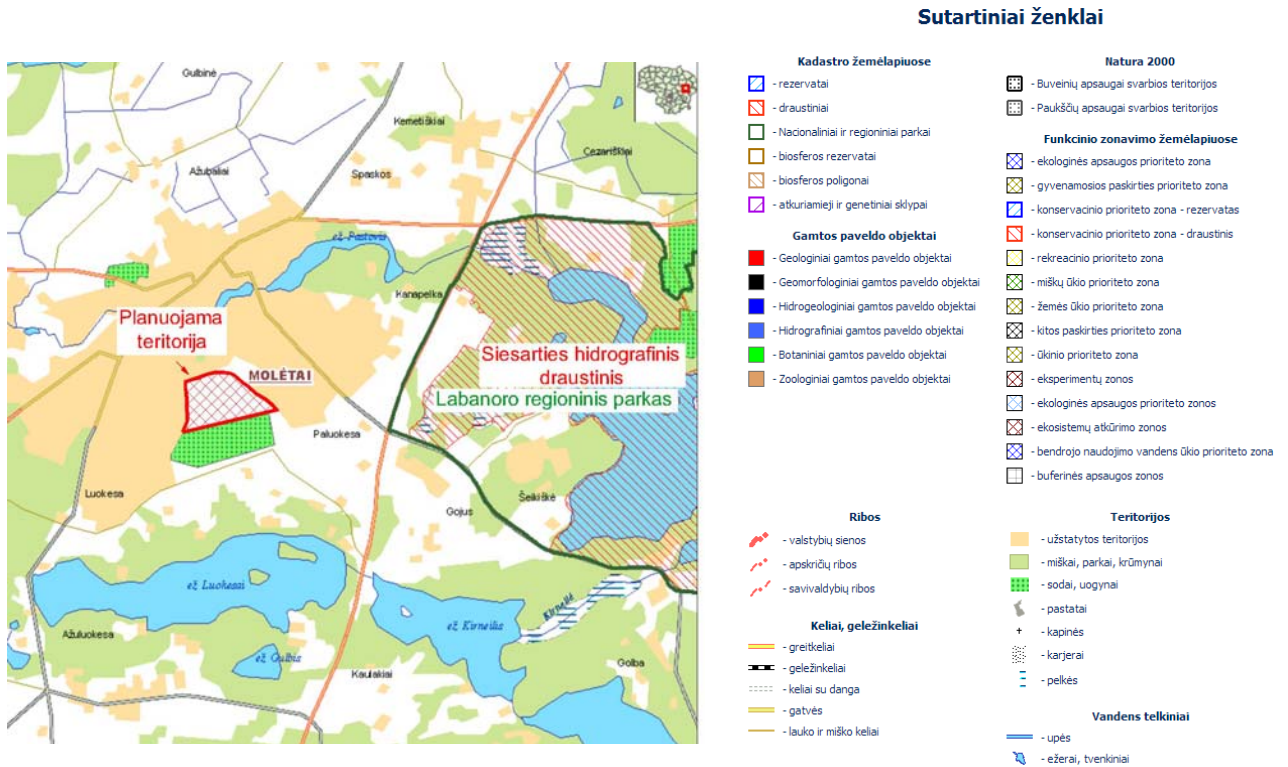 Sutartiniai ženklai
Gulbinė
Kemetiškiai
Cezariškiai
Ažubaliai
Spaskos
ež. Pastovis
Kanapelka
Planuojama
teritorija
MOLĖTAI
Siesarties hidrografinis
draustinis
Labanoro regioninis parkas
Paluokesa
Luokesa
Gojus
Šeikiškė
ež. Luokesai
ež. Kirneilis
Kirneilė
Ažuluokesa
ež. Gulbis
Kaulakiai
Golba
Kadastro žemėlapiuose
- rezervatai
- draustiniai
- Nacionaliniai ir regioniniai parkai
- biosferos rezervatai
- biosferos poligonai
- atkuriamieji ir genetiniai sklypai
Gamtos paveldo objektai
- Geologiniai gamtos paveldo objektai
- Geomorfologiniai gamtos paveldo objektai
- Hidrogeologiniai gamtos paveldo objektai
- Hidrografiniai gamtos paveldo objektai
- Botaniniai gamtos paveldo objektai
- Zoologiniai gamtos paveldo objektai
Ribos
- valstybių sienos
- apskričių ribos
- savivaldybių ribos
Keliai, geležinkeliai
- greitkeliai
- geležinkeliai
- keliai su danga
- gatvės
- lauko ir miško keliai
Natura 2000
- Buveinių apsaugai svarbios teritorijos
- Paukščių apsaugai svarbios teritorijos
Funkcinio zonavimo žemėlapiuose
- ekologinės apsaugos prioriteto zona
- gyvenamosios paskirties prioriteto zona
- konservacinio prioriteto zona - rezervatas
- konservacinio prioriteto zona - draustinis
- rekreacinio prioriteto zona
- miškų ūkio prioriteto zona
- žemės ūkio prioriteto zona
- kitos paskirties prioriteto zona
- ūkinio prioriteto zona
- eksperimentų zonos
- ekologinės apsaugos prioriteto zonos
- ekosistemų atkūrimo zonos
- bendrojo naudojimo vandens ūkio prioriteto zona
- buferinės apsaugos zonos
Teritorijos
- užstatytos teritorijos
- miškai, parkai, krūmynai
- sodai, uogynai
- pastatai
- kapinės
- karjerai
- pelkės
Vandens telkiniai
- upės
- ežerai, tvenkiniai